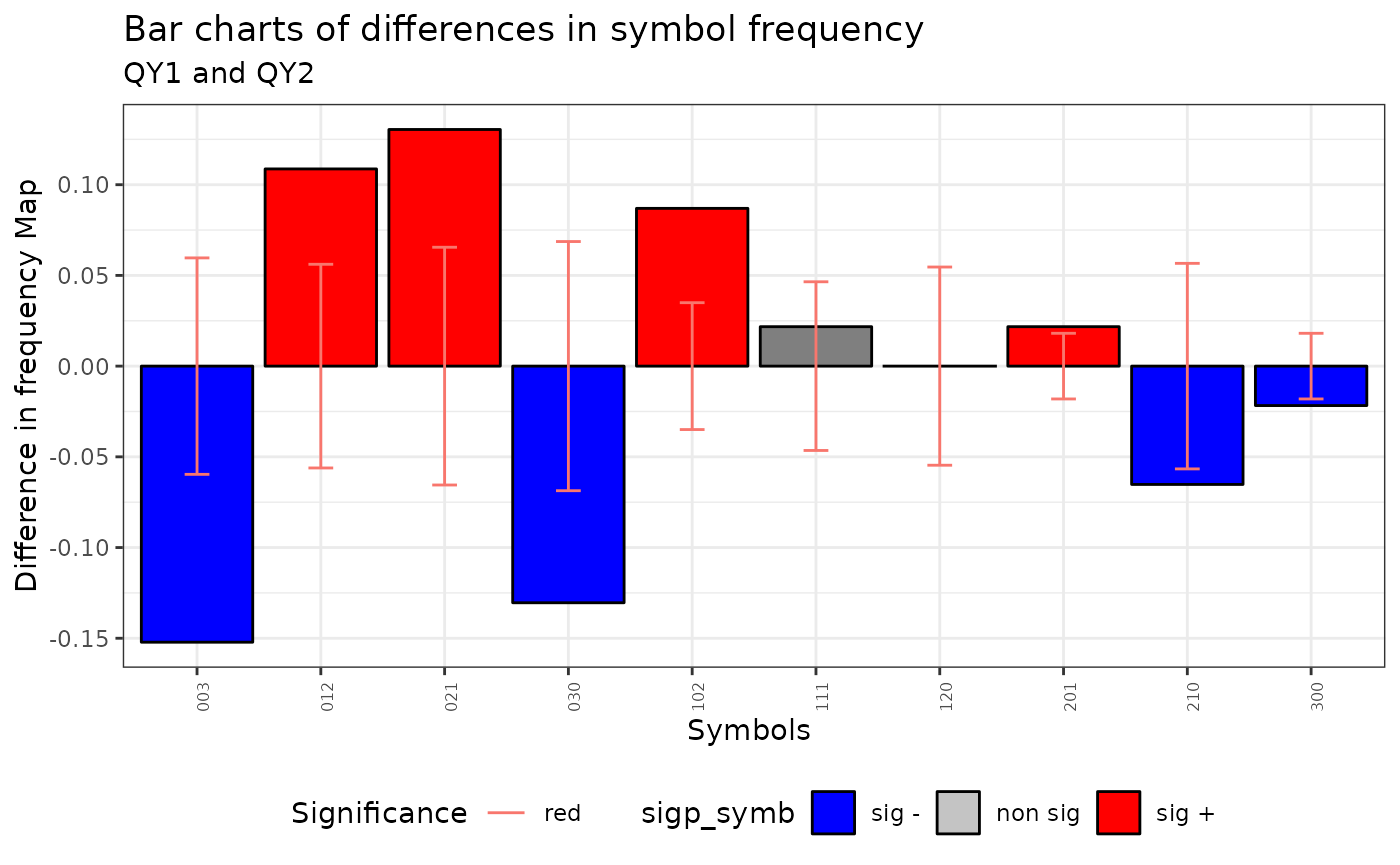 Bar charts of differences in symbol frequency
QY1 and QY2
Difference in frequency Map
0.10
0.05
0.00
-0.05
-0.10
-0.15
003 012 021 030 102 111 120 201 210 300
Symbols
Significance red sigp_symb sig - non sig sig +